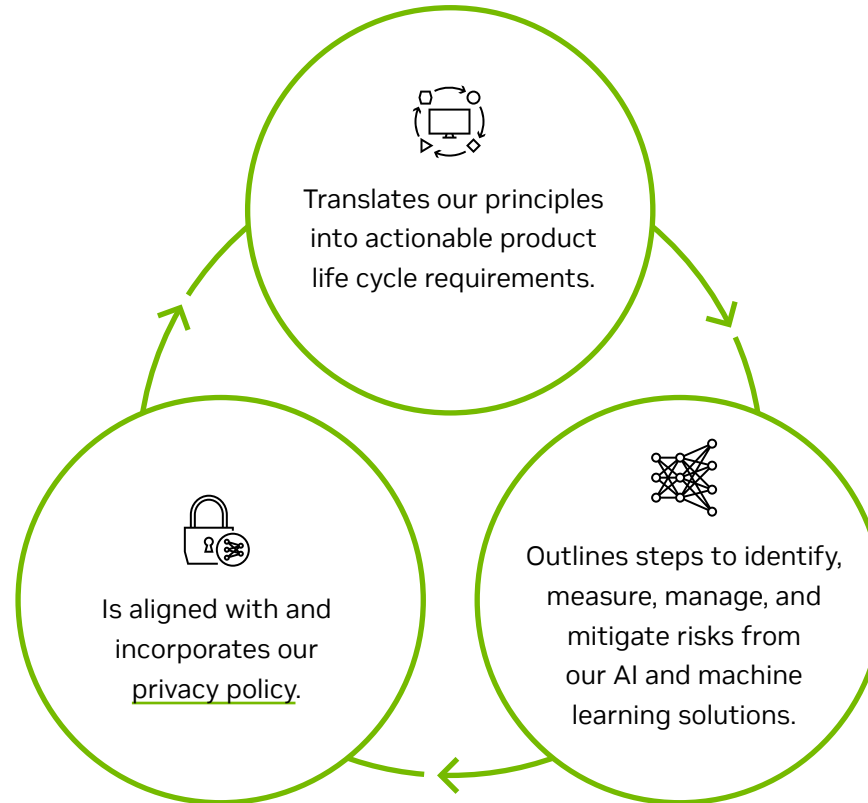 Translates our principles
into actionable product
life cycle requirements.
Outlines steps to identify,
measure, manage, and
mitigate risks from
our AI and machine
learning solutions.
Is aligned with and
incorporates our
privacy policy.